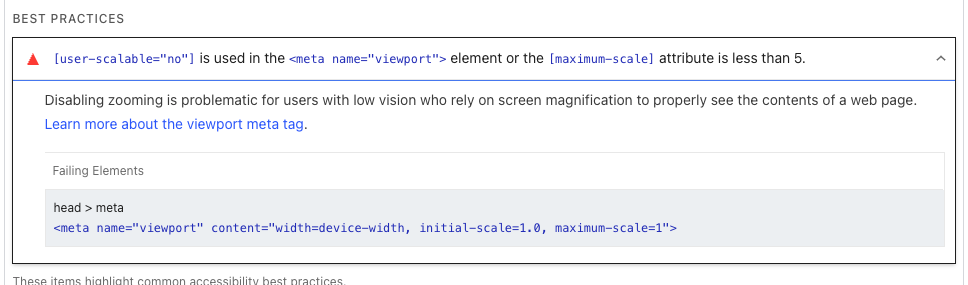 BEST PRACTICES
[user-scalable="no"] is used in the <meta name="viewport"> element or the [maximum-scale] attribute is less than 5.
Disabling zooming is problematic for users with low vision who rely on screen magnification to properly see the contents of a web page.
Learn more about the viewport meta tag.
Failing Elements
head > meta
<meta name="viewport" content="width=device-width, initial-scale=1.0, maximum-scale=1">
These items highlight common accessibility best practices.